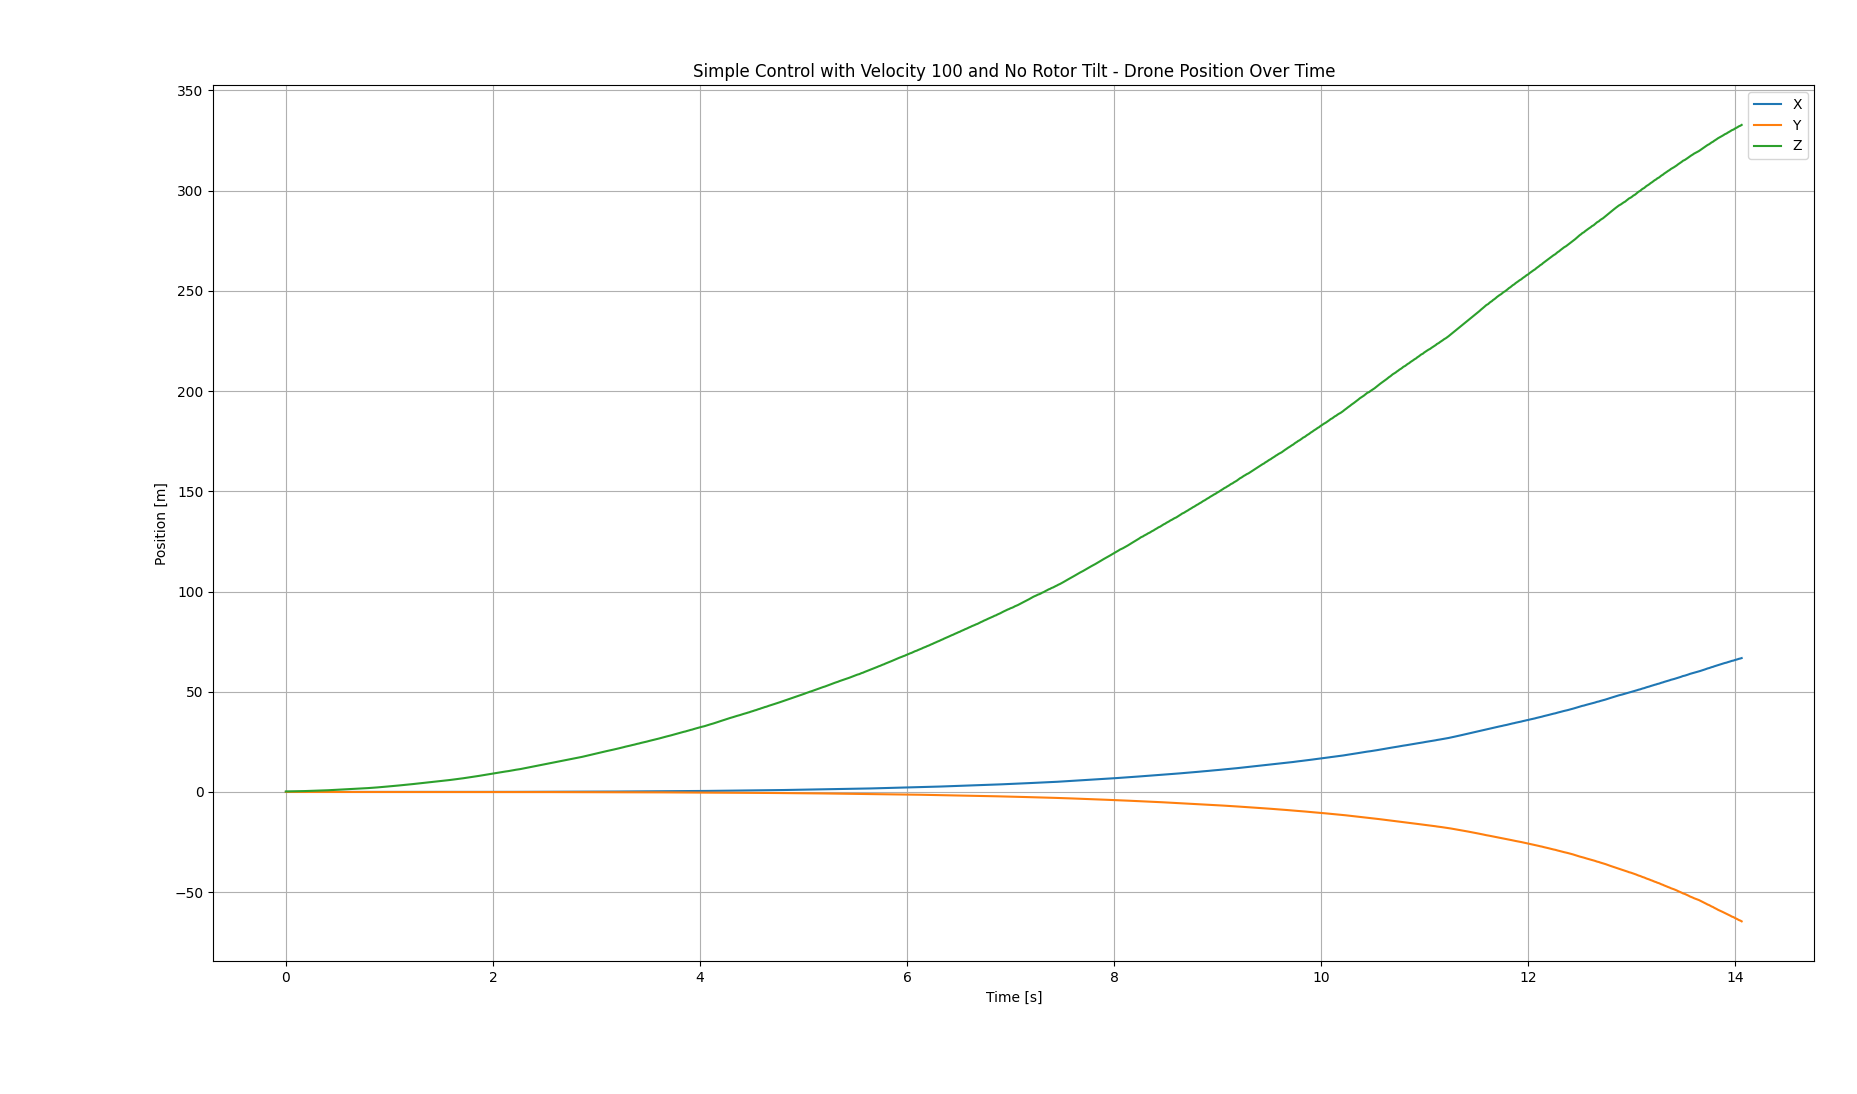 Simple Control with Velocity 100 and No Rotor Tilt - Drone Position Over Time
X
Y
Z
350
300
250
200
150
100
50
0
−50
Position [m]
0 2 4 6 8 10 12 14
Time [s]